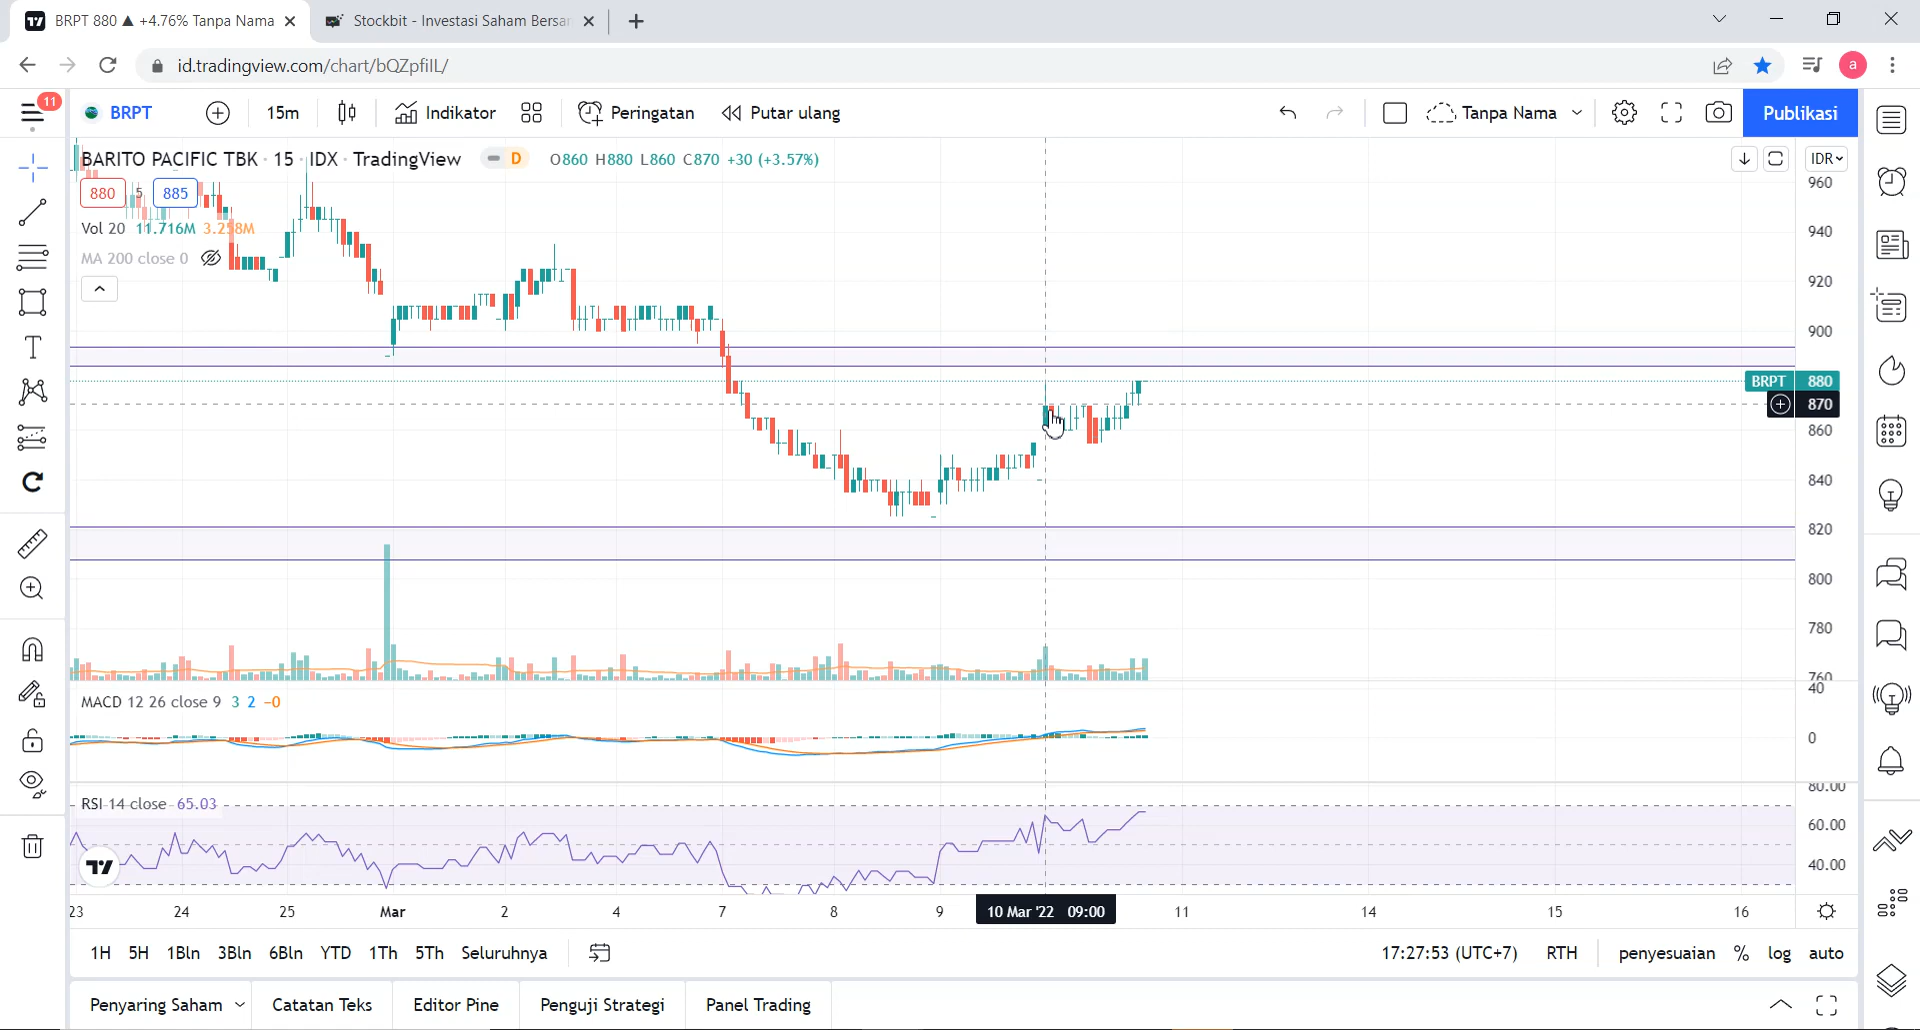 BRPT 880 ▲ +4.76% Tanpa Nama
Stockbit - Investasi Saham Bersam
id.tradingview.com/chart/bQZpfilL/
a
11
BRPT
15m
Indikator
Peringatan
Putar ulang
Tanpa Nama
Publikasi
BARITO PACIFIC TBK · 15 · IDX · TradingView
D
O860 H880 L860 C870 +30 (+3.57%)
IDR
880 5 885
Vol 20 11.716M 3.258M
MA 200 close 0
960
940
920
900
BRPT 880
870
860
840
820
800
780
760
MACD 12 26 close 9 3 2 −0
40
0
RSI 14 close 65.03
80.00
60.00
40.00
23 24 25 Mar 2 4 7 8 9 10 Mar '22 09:00 11 14 15 16
1H 5H 1Bln 3Bln 6Bln YTD 1Th 5Th Seluruhnya
17:27:53 (UTC+7) RTH penyesuaian % log auto
Penyaring Saham Catatan Teks Editor Pine Penguji Strategi Panel Trading